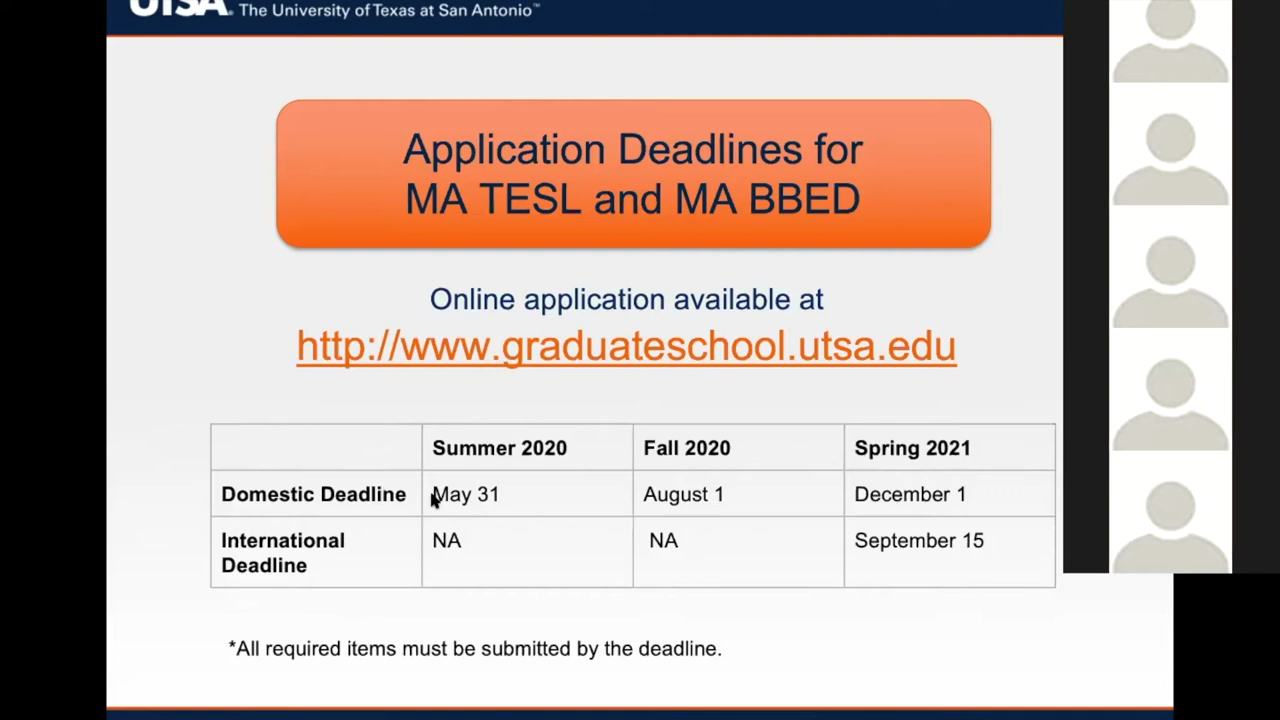 UTSA. The University of Texas at San Antonio™
Application Deadlines for
MA TESL and MA BBED
Online application available at
http://www.graduateschool.utsa.edu
Summer 2020 Fall 2020 Spring 2021
Domestic Deadline May 31 August 1 December 1
International Deadline NA NA September 15
*All required items must be submitted by the deadline.